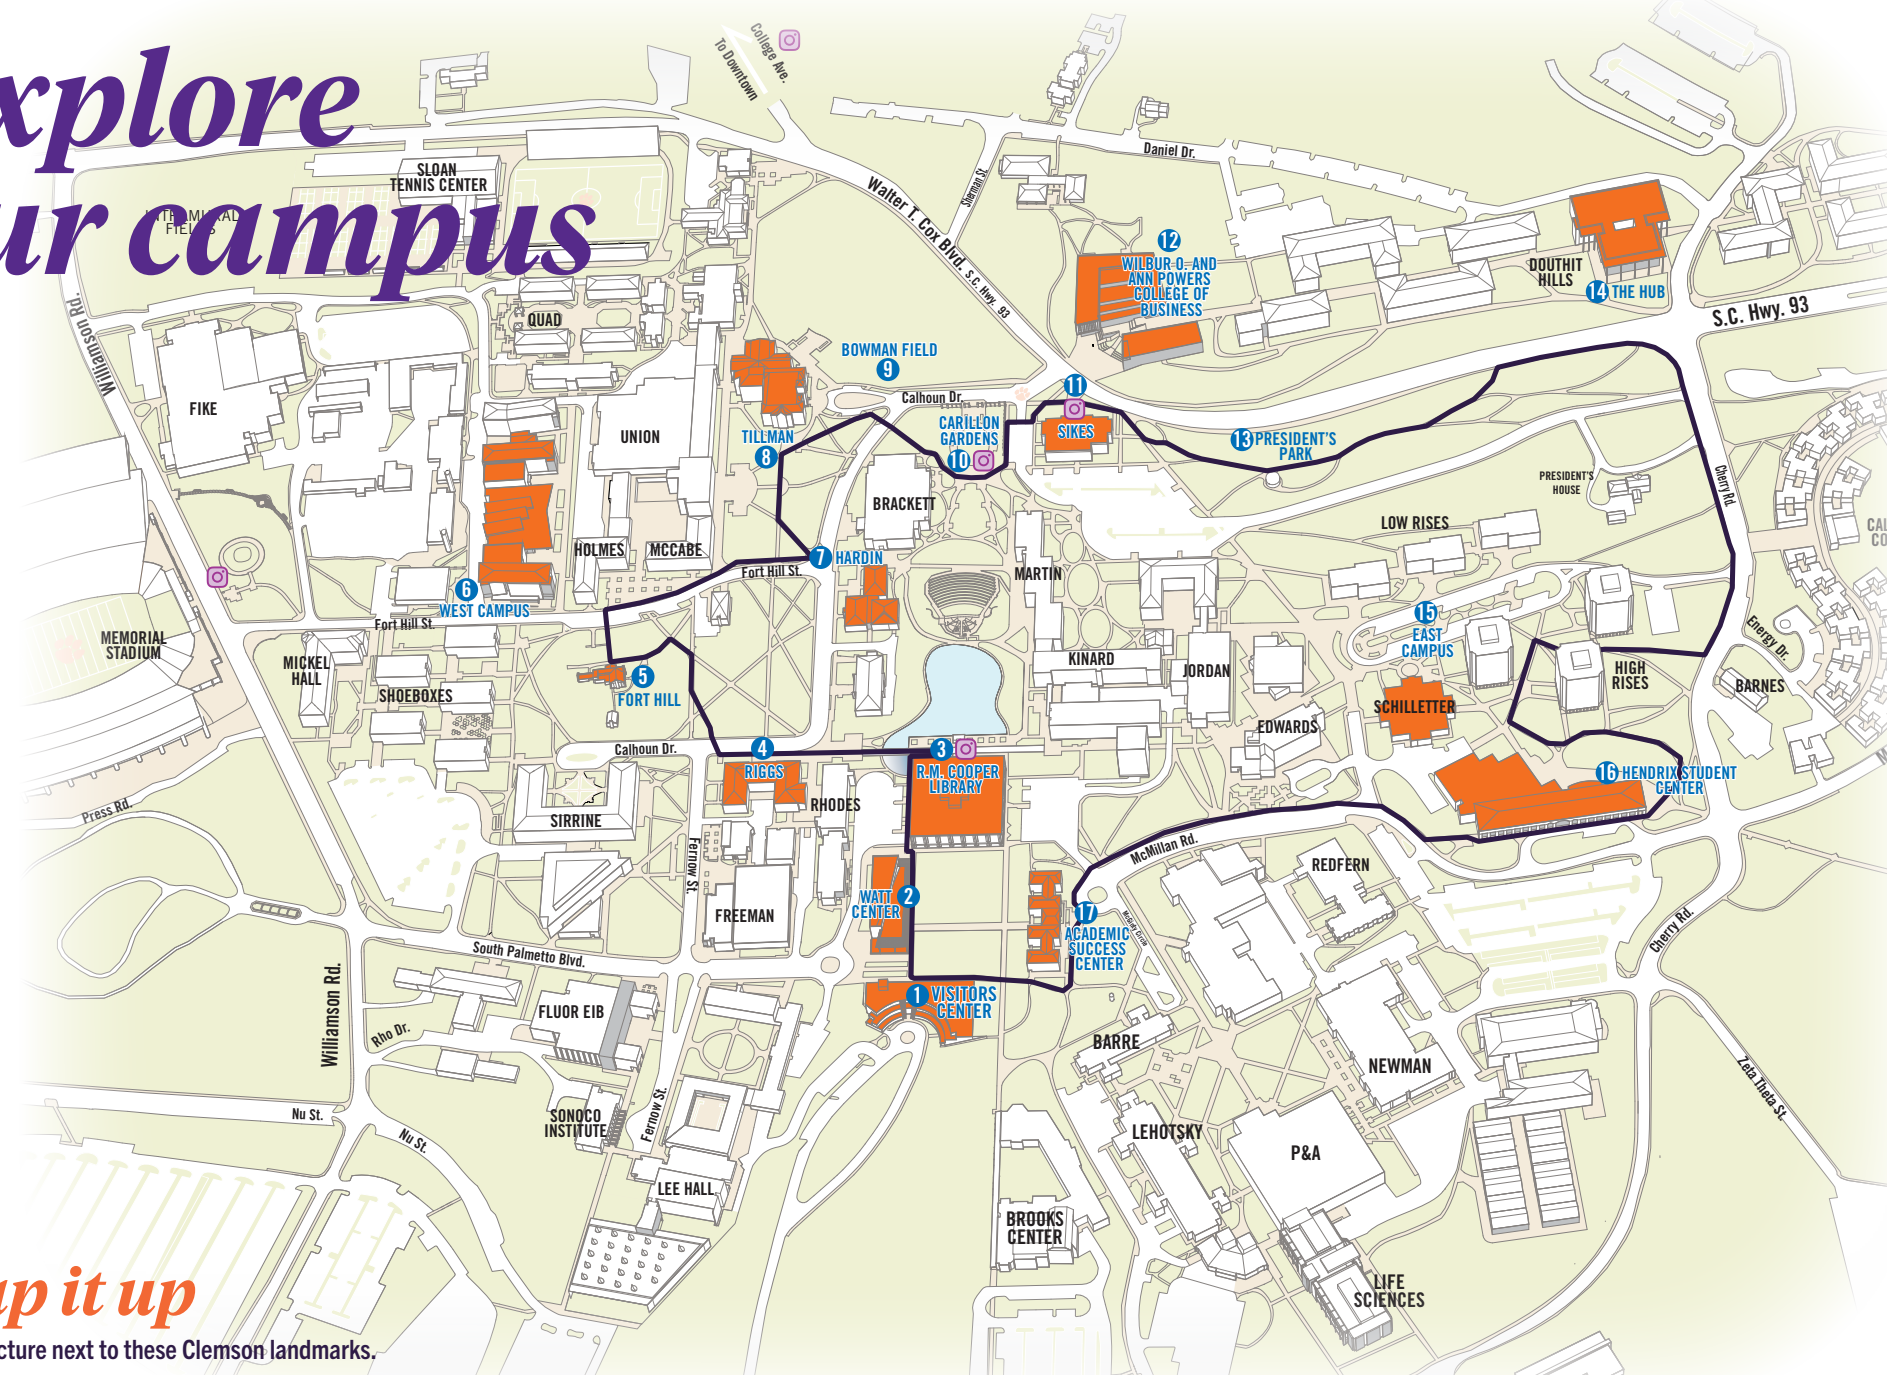 xplore
ur campus
College Ave.
To Downtown
SLOAN
TENNIS CENTER
INTRAMURAL
FIELDS
Daniel Dr.
Sherman St.
Walter T. Cox Blvd. S.C. Hwy. 93
12
WILBUR O. AND
ANN POWERS
COLLEGE OF
BUSINESS
DOUTHIT
HILLS
14 THE HUB
S.C. Hwy. 93
Williamson Rd.
QUAD
BOWMAN FIELD
9
Calhoun Dr.
11
SIKES
FIKE
UNION
TILLMAN
8
CARILLON
GARDENS
10
13 PRESIDENT'S
PARK
PRESIDENT'S
HOUSE
Cherry Rd.
BRACKETT
LOW RISES
CAL
CO
HOLMES
MCCABE
7 HARDIN
Fort Hill St.
MARTIN
6
WEST CAMPUS
Fort Hill St.
15
EAST
CAMPUS
Energy Dr.
MEMORIAL
STADIUM
MICKEL
HALL
SHOEBOXES
5
FORT HILL
KINARD
JORDAN
HIGH
RISES
BARNES
SCHILLETTER
EDWARDS
Calhoun Dr.
4
RIGGS
3
R.M. COOPER
LIBRARY
16 HENDRIX STUDENT
CENTER
M
Press Rd.
SIRRINE
RHODES
Fernow St.
McMillan Rd.
REDFERN
WATT
CENTER
2
FREEMAN
17
ACADEMIC
SUCCESS
CENTER
McGinty Circle
Cherry Rd.
South Palmetto Blvd.
Williamson Rd.
1 VISITORS
CENTER
FLUOR EIB
Rho Dr.
BARRE
NEWMAN
Zeta Theta St.
Nu St.
Nu St.
SONOCO
INSTITUTE
Fernow St.
LEHOTSKY
P&A
LEE HALL
BROOKS
CENTER
LIFE
SCIENCES
ap it up
cture next to these Clemson landmarks.